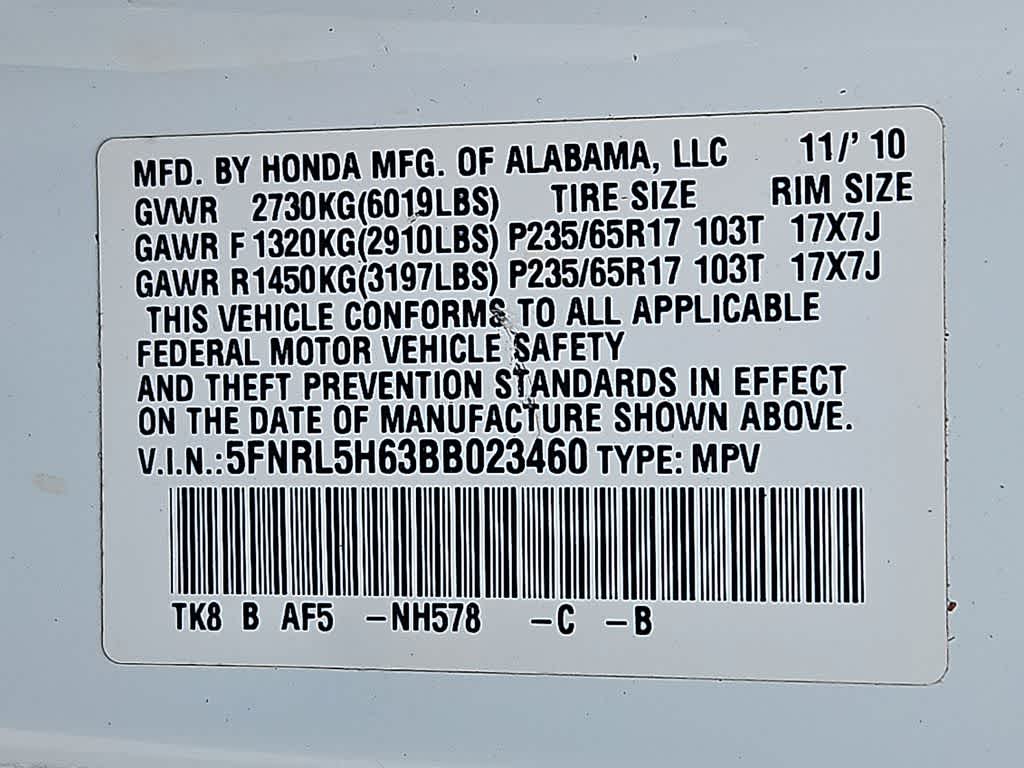 MFD. BY HONDA MFG. OF ALABAMA, LLC 11/' 10
GVWR 2730KG(6019LBS) TIRE SIZE RIM SIZE
GAWR F 1320KG(2910LBS) P235/65R17 103T 17X7J
GAWR R1450KG(3197LBS) P235/65R17 103T 17X7J
THIS VEHICLE CONFORMS TO ALL APPLICABLE
FEDERAL MOTOR VEHICLE SAFETY
AND THEFT PREVENTION STANDARDS IN EFFECT
ON THE DATE OF MANUFACTURE SHOWN ABOVE.
V.I.N.:5FNRL5H63BB023460 TYPE: MPV
TK8 B AF5 -NH578 -C -B